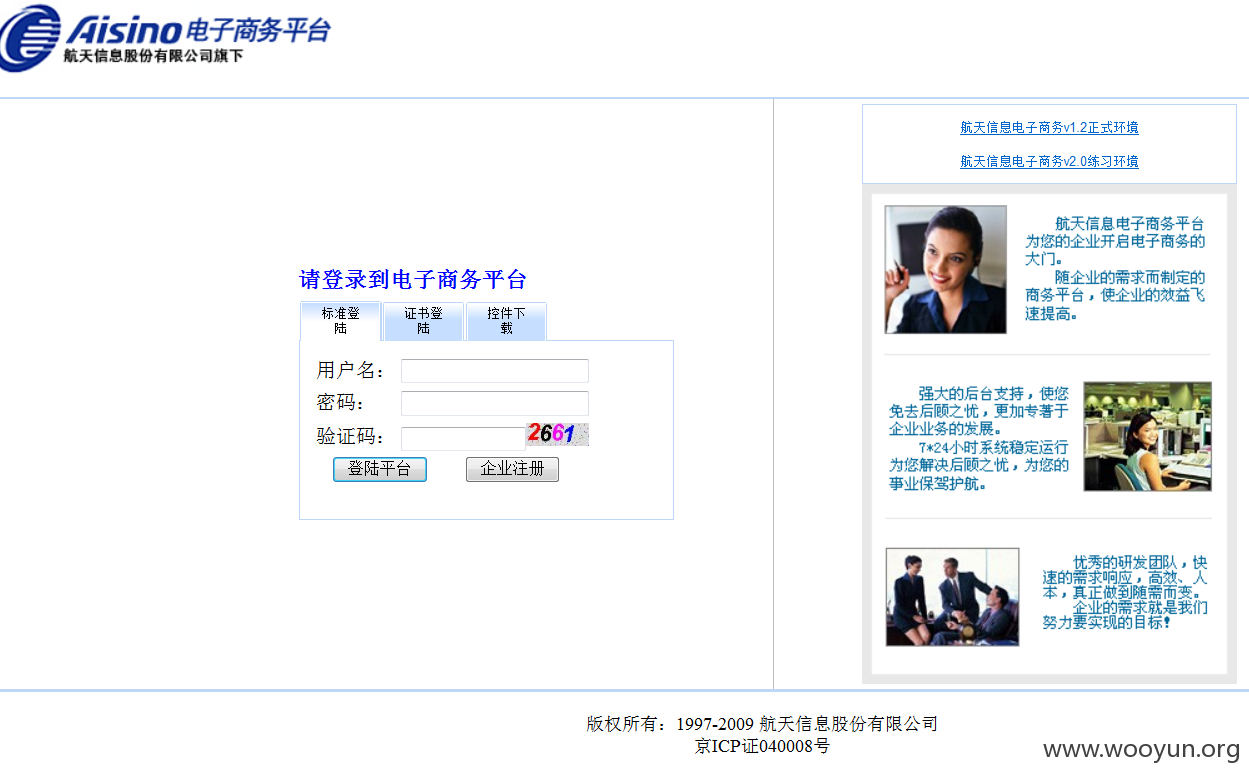 Aisino 电子商务平台
航天信息股份有限公司旗下
航天信息电子商务v1.2正式环境
航天信息电子商务v2.0练习环境
请登录到电子商务平台
标准登
陆
证书登
陆
控件下
载
用户名：
密码：
验证码：
2661
登陆平台
企业注册
航天信息电子商务平台
为您的企业开启电子商务的
大门。
随企业的需求而制定的
商务平台，使企业的效益飞
速提高。
强大的后台支持，使您
免去后顾之忧，更加专著于
企业业务的发展。
7*24小时系统稳定运行
为您解决后顾之忧，为您的
事业保驾护航。
优秀的研发团队，快
速的需求响应，高效、人
本，真正做到随需而变。
企业的需求就是我们
努力要实现的目标！
版权所有：1997-2009 航天信息股份有限公司
京ICP证040008号
www.wooyun.org